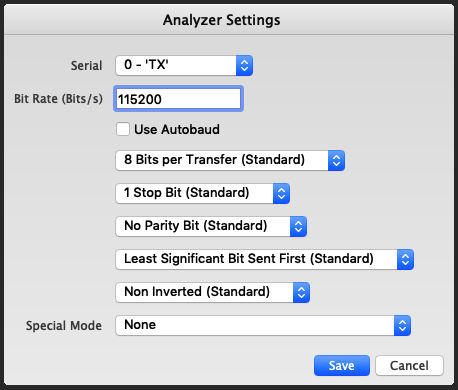 Analyzer Settings
Serial 0 - 'TX'
Bit Rate (Bits/s) 115200
Use Autobaud
8 Bits per Transfer (Standard)
1 Stop Bit (Standard)
No Parity Bit (Standard)
Least Significant Bit Sent First (Standard)
Non Inverted (Standard)
Special Mode None
Save Cancel